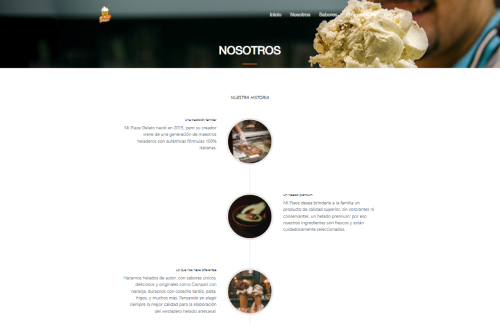 Inicio Nosotros Sabores
NOSOTROS
NUESTRA HISTORIA
Una tradición familiar
Mi Piace Gelato nació en 2015, pero su creador
viene de una generación de maestros
heladeros con auténticas fórmulas 100%
italianas.
Un helado premium
Mi Piace desea brindarle a la familia un
producto de calidad superior, sin colorantes ni
conservantes, un helado premium; por eso
nuestros ingredientes son frescos y están
cuidadosamente seleccionados.
Lo que nos hace diferentes
Hacemos helados de autor, con sabores únicos,
deliciosos y originales como Campari con
naranja, duraznos con cosecha tardía, palta,
higos, y muchos más. Pensando en elegir
siempre la mejor calidad para la elaboración
del verdadero helado artesanal.